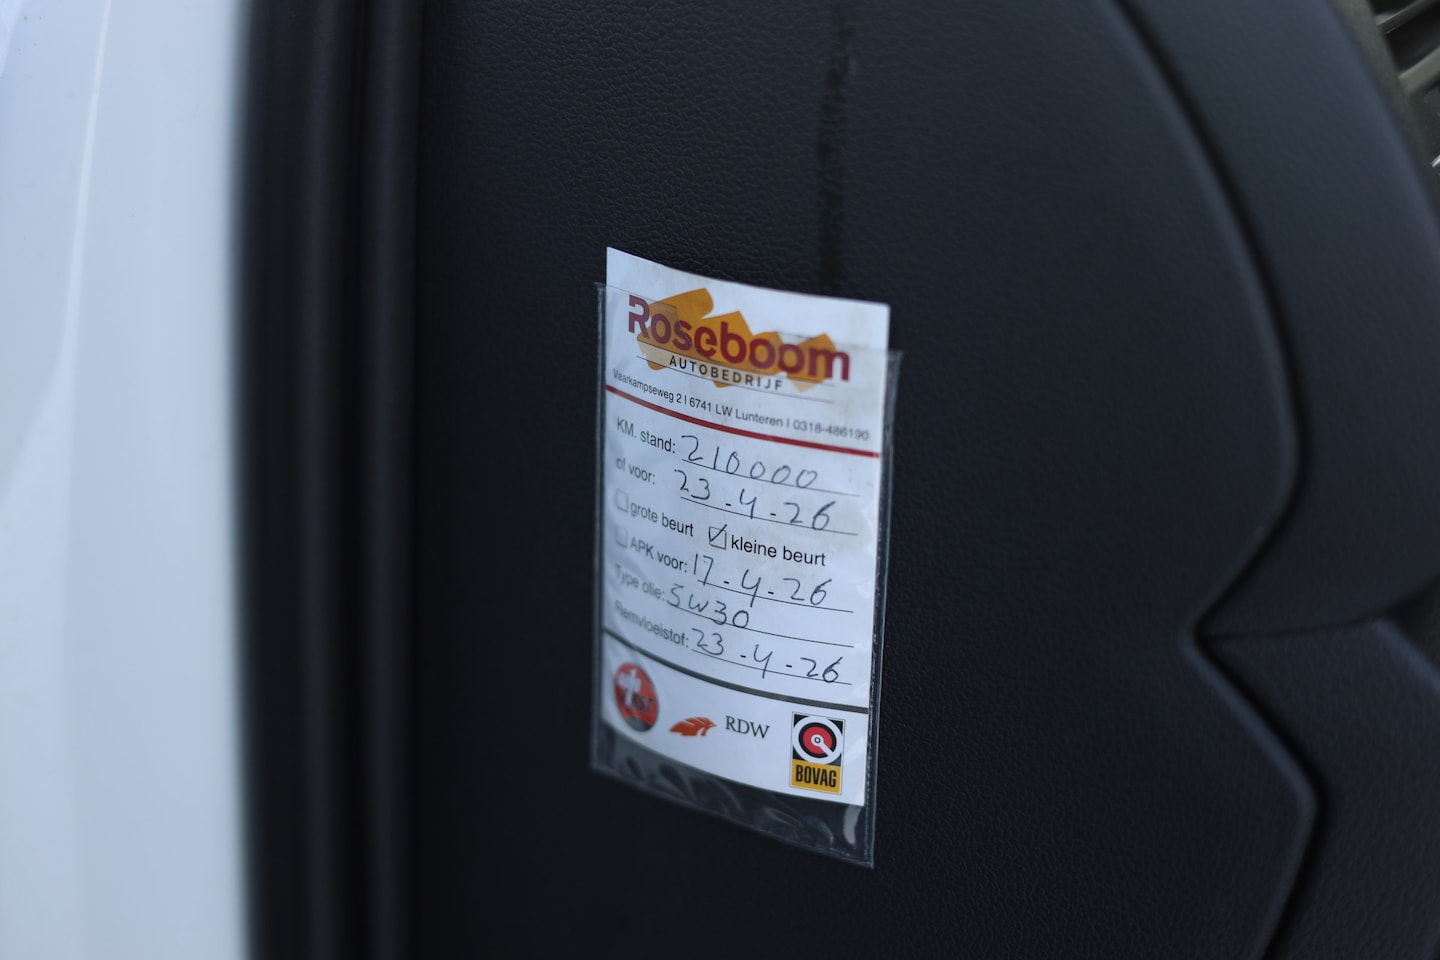 Roseboom
AUTOBEDRIJF
Vaarkampseweg 2 I 6741 LW Lunteren I 0318-486190
KM. stand: 210000
of voor: 23-4-26
grote beurt kleine beurt
APK voor: 17-4-26
Type olie: 5W30
Remvloeistof: 23-4-26
RDW
BOVAG